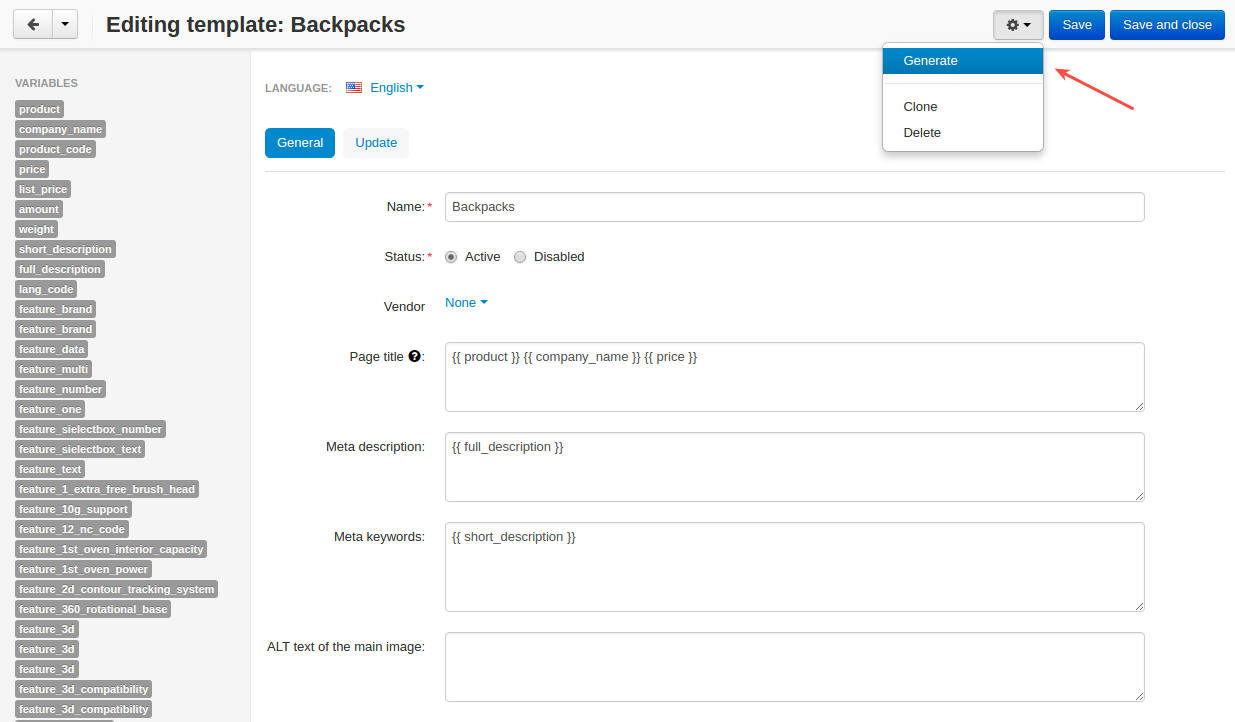 Editing template: Backpacks
Save
Save and close
Generate
Clone
Delete
VARIABLES
product
company_name
product_code
price
list_price
amount
weight
short_description
full_description
lang_code
feature_brand
feature_brand
feature_data
feature_multi
feature_number
feature_one
feature_sielectbox_number
feature_sielectbox_text
feature_text
feature_1_extra_free_brush_head
feature_10g_support
feature_12_nc_code
feature_1st_oven_interior_capacity
feature_1st_oven_power
feature_2d_contour_tracking_system
feature_360_rotational_base
feature_3d
feature_3d
feature_3d
feature_3d_compatibility
feature_3d_compatibility
LANGUAGE: English
General Update
Name:* Backpacks
Status:* Active Disabled
Vendor None
Page title ?: {{ product }} {{ company_name }} {{ price }}
Meta description: {{ full_description }}
Meta keywords: {{ short_description }}
ALT text of the main image: